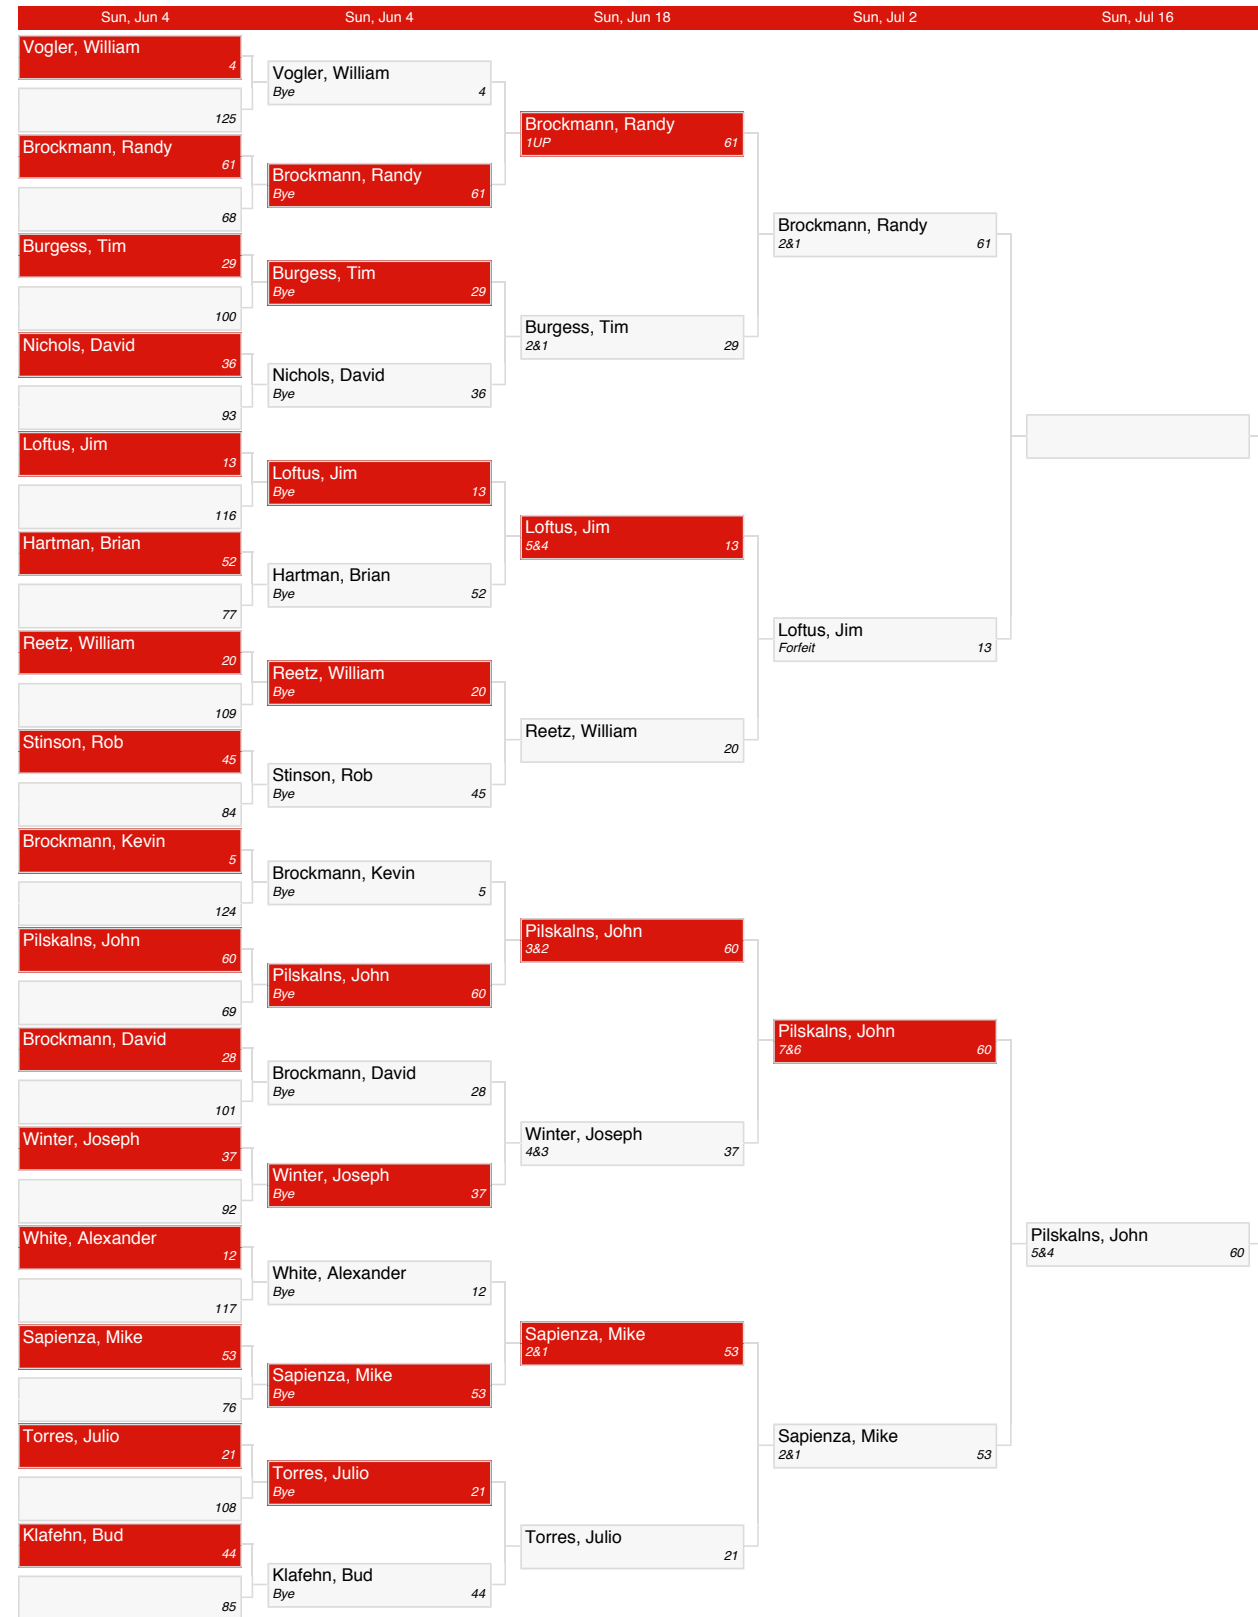 Sun, Jun 4
Sun, Jun 4
Sun, Jun 18
Sun, Jul 2
Sun, Jul 16
Vogler, William
4
125
Brockmann, Randy
61
68
Burgess, Tim
29
100
Nichols, David
36
93
Loftus, Jim
13
116
Hartman, Brian
52
77
Reetz, William
20
109
Stinson, Rob
45
84
Brockmann, Kevin
5
124
Pilskalns, John
60
69
Brockmann, David
28
101
Winter, Joseph
37
92
White, Alexander
12
117
Sapienza, Mike
53
76
Torres, Julio
21
108
Klafehn, Bud
44
85
Vogler, William
Bye 4
Brockmann, Randy
Bye 61
Burgess, Tim
Bye 29
Nichols, David
Bye 36
Loftus, Jim
Bye 13
Hartman, Brian
Bye 52
Reetz, William
Bye 20
Stinson, Rob
Bye 45
Brockmann, Kevin
Bye 5
Pilskalns, John
Bye 60
Brockmann, David
Bye 28
Winter, Joseph
Bye 37
White, Alexander
Bye 12
Sapienza, Mike
Bye 53
Torres, Julio
Bye 21
Klafehn, Bud
Bye 44
Brockmann, Randy
1UP 61
Burgess, Tim
2&1 29
Loftus, Jim
5&4 13
Reetz, William
20
Pilskalns, John
3&2 60
Winter, Joseph
4&3 37
Sapienza, Mike
2&1 53
Torres, Julio
21
Brockmann, Randy
2&1 61
Loftus, Jim
Forfeit 13
Pilskalns, John
7&6 60
Sapienza, Mike
2&1 53
Pilskalns, John
5&4 60